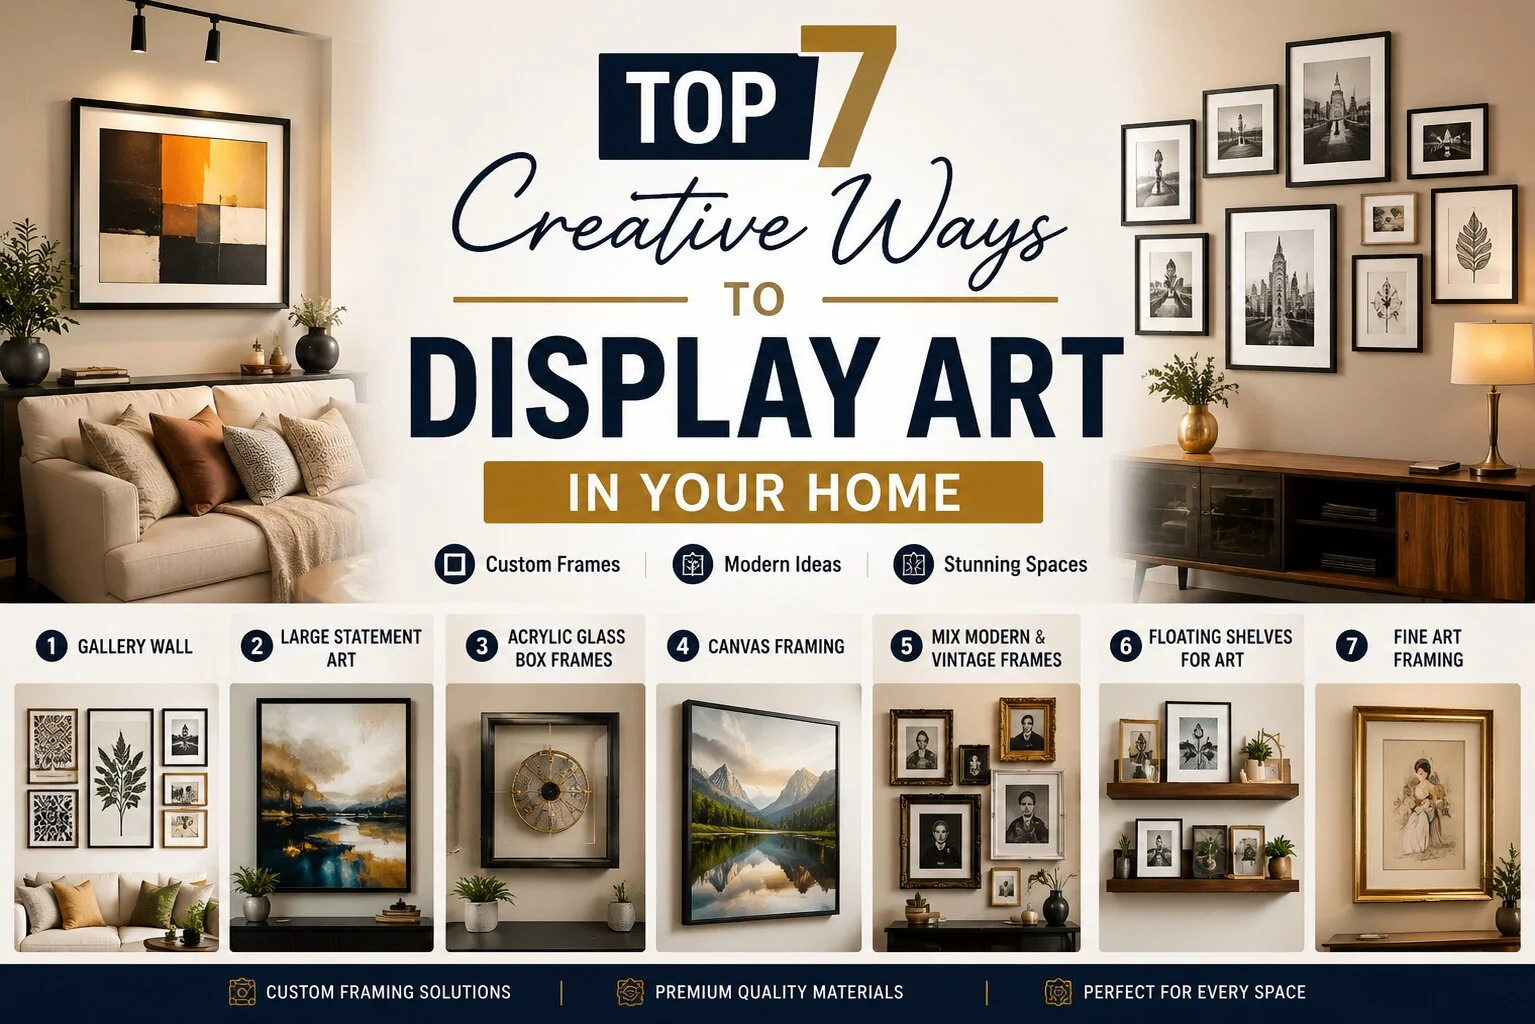 TOP 7
Creative Ways
TO
DISPLAY ART
IN YOUR HOME
Custom Frames
Modern Ideas
Stunning Spaces
1 GALLERY WALL
2 LARGE STATEMENT
ART
3 ACRYLIC GLASS
BOX FRAMES
4 CANVAS FRAMING
5 MIX MODERN &
VINTAGE FRAMES
6 FLOATING SHELVES
FOR ART
7 FINE ART
FRAMING
CUSTOM FRAMING SOLUTIONS
PREMIUM QUALITY MATERIALS
PERFECT FOR EVERY SPACE